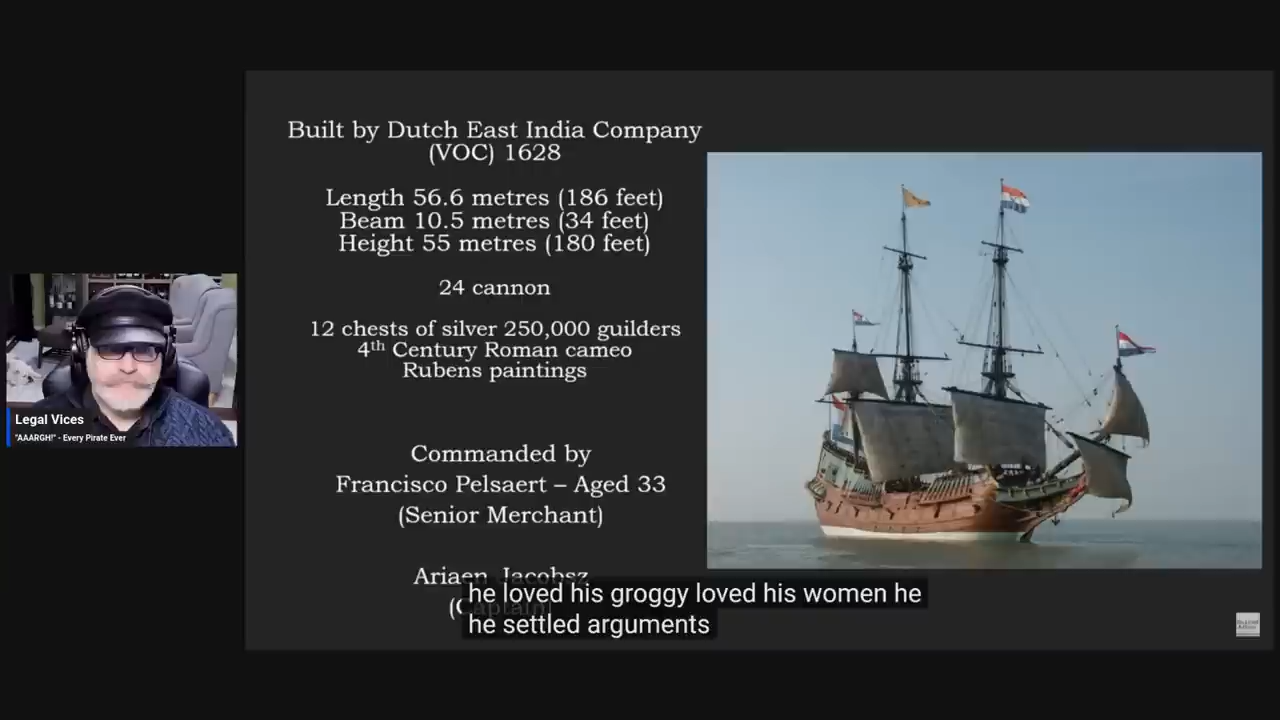 Built by Dutch East India Company
(VOC) 1628
Length 56.6 metres (186 feet)
Beam 10.5 metres (34 feet)
Height 55 metres (180 feet)
24 cannon
12 chests of silver 250,000 guilders
4th Century Roman cameo
Rubens paintings
Commanded by
Francisco Pelsaert – Aged 33
(Senior Merchant)
Ariaen Jacobsz
(Captain)
he loved his groggy loved his women he
he settled arguments
Legal Vices
"AAARGH!" - Every Pirate Ever